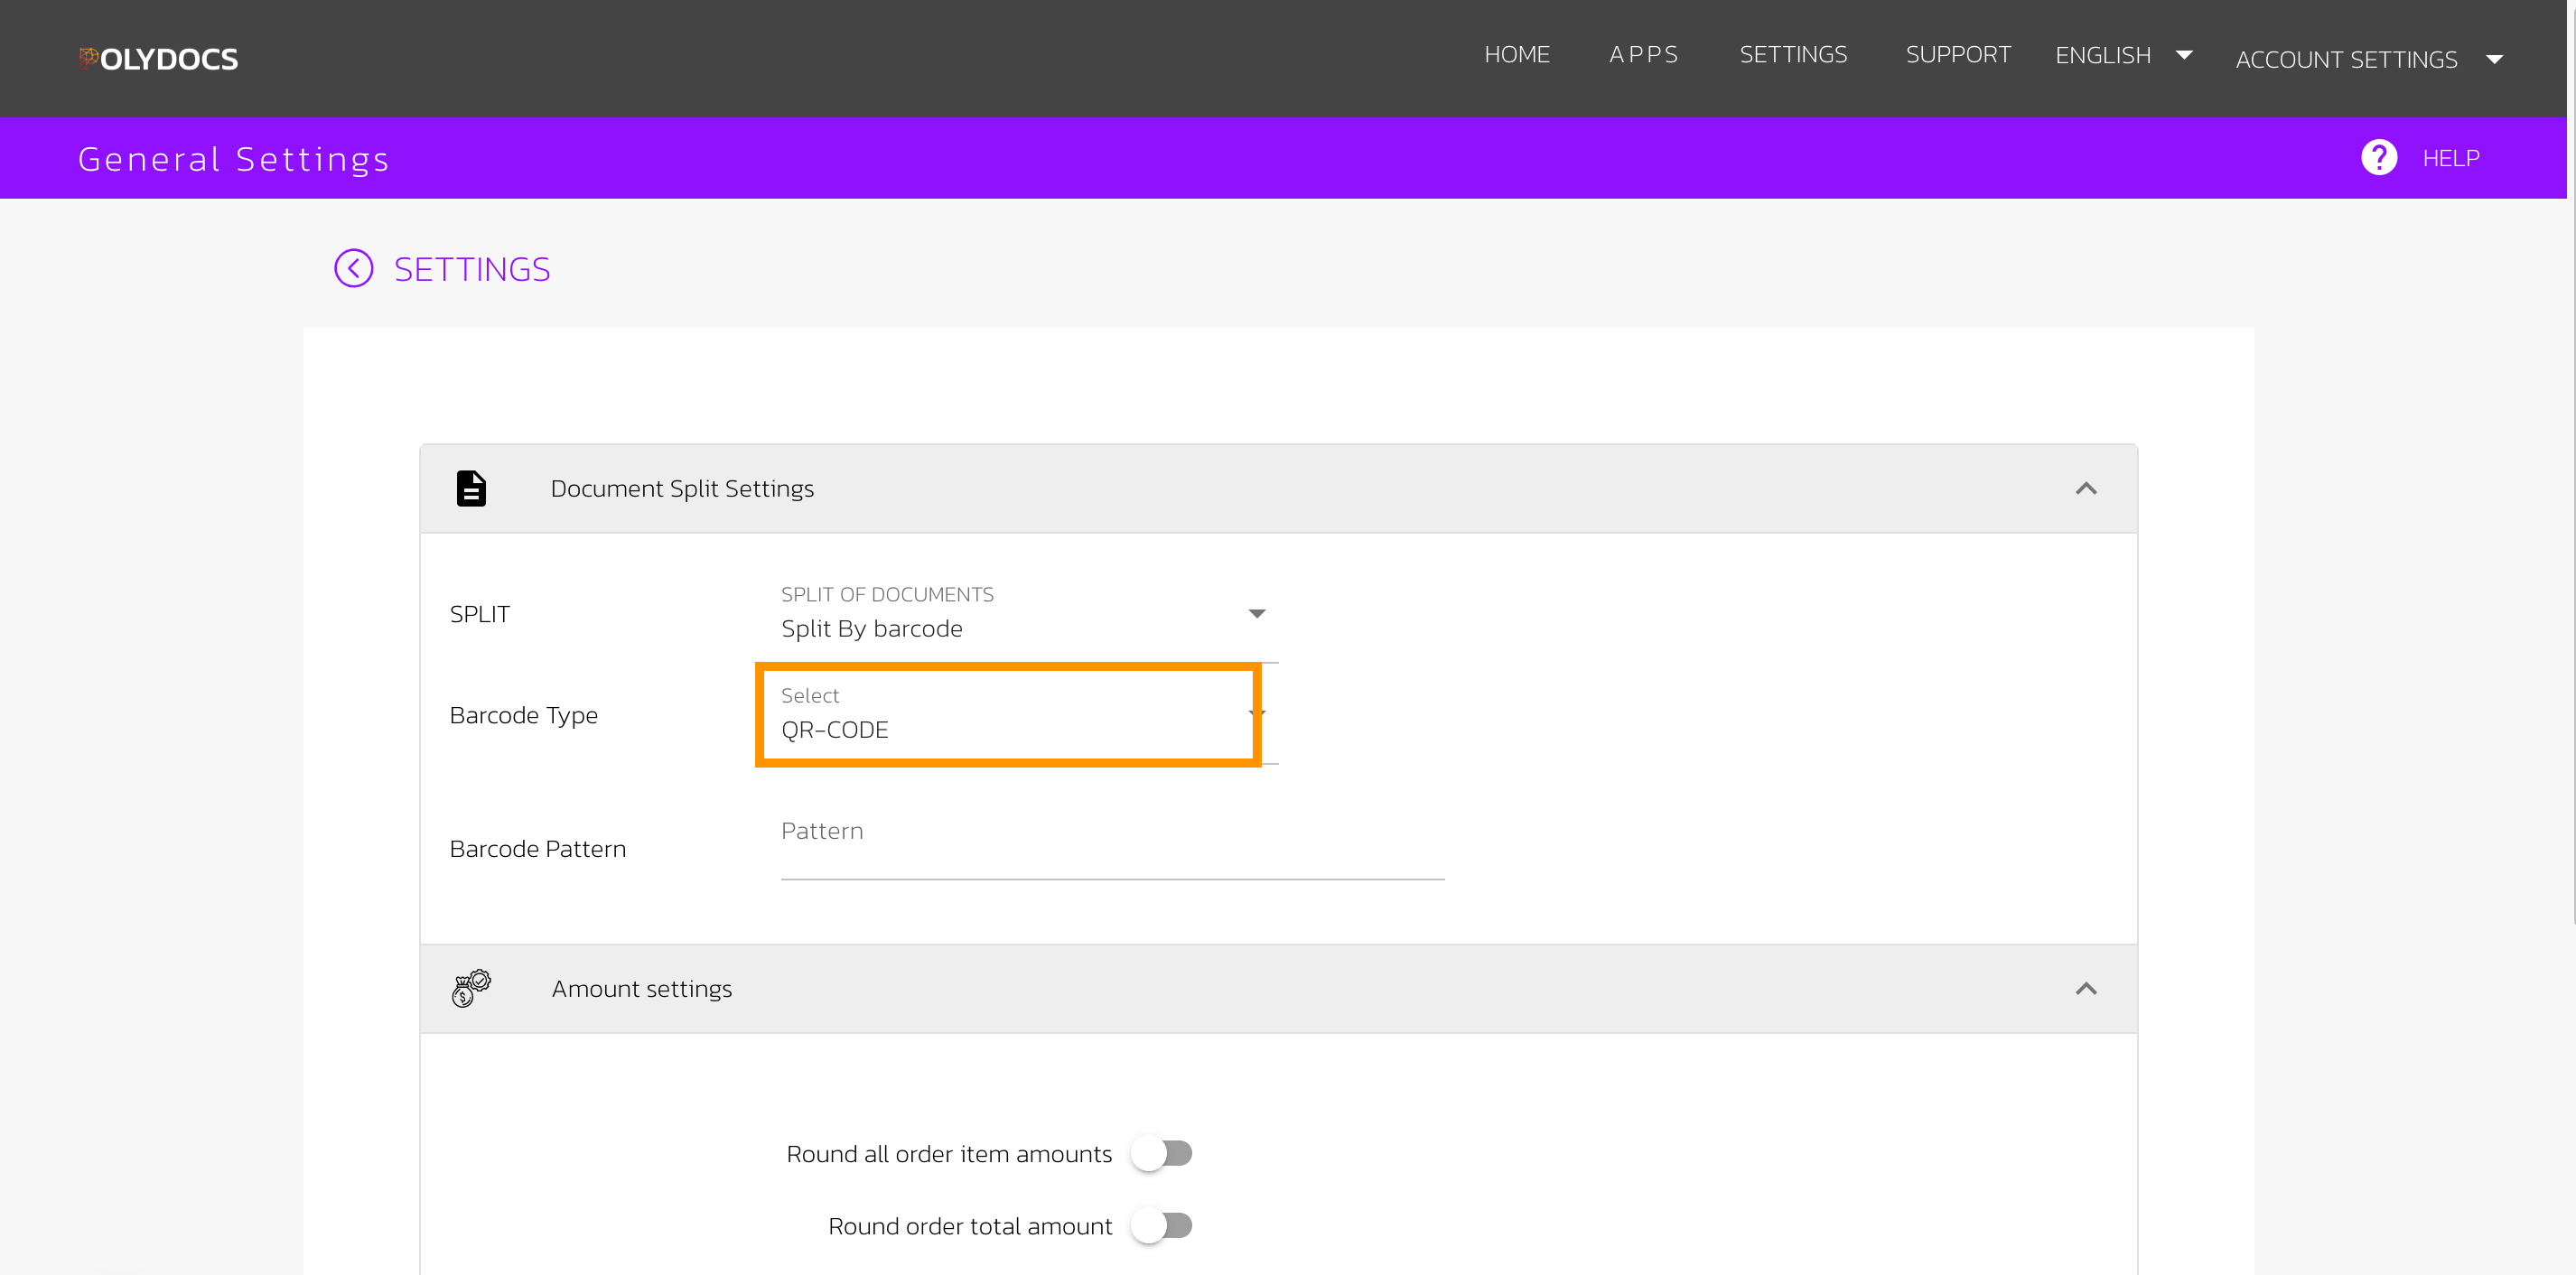 POLYDOCS
HOME APPS SETTINGS SUPPORT ENGLISH ACCOUNT SETTINGS
General Settings
? HELP
SETTINGS
Document Split Settings
SPLIT
SPLIT OF DOCUMENTS
Split By barcode
Barcode Type
Select
QR-CODE
Barcode Pattern
Pattern
Amount settings
Round all order item amounts
Round order total amount